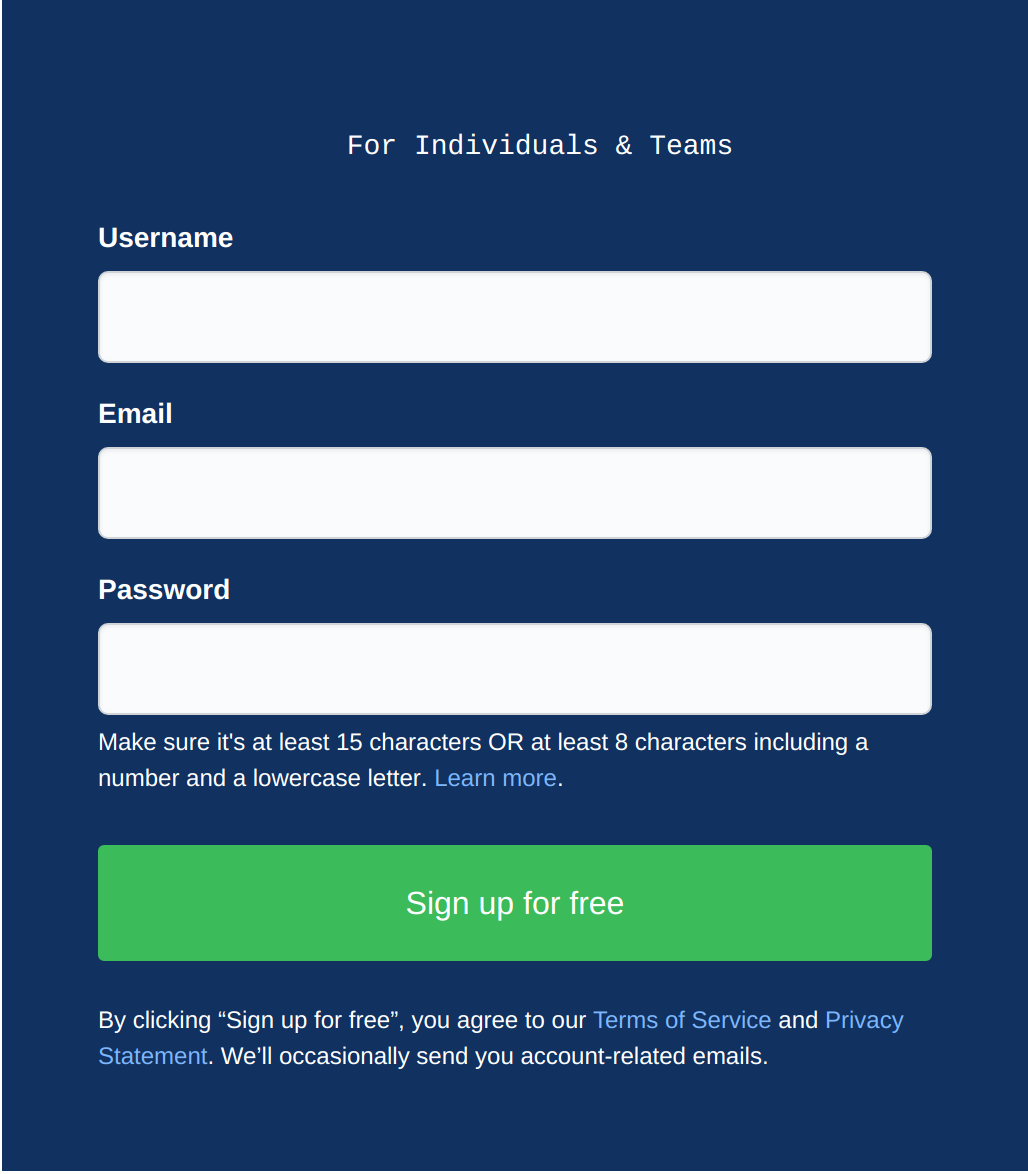 For Individuals & Teams
Username
Email
Password
Make sure it's at least 15 characters OR at least 8 characters including a
number and a lowercase letter. Learn more.
Sign up for free
By clicking “Sign up for free”, you agree to our Terms of Service and Privacy
Statement. We’ll occasionally send you account-related emails.